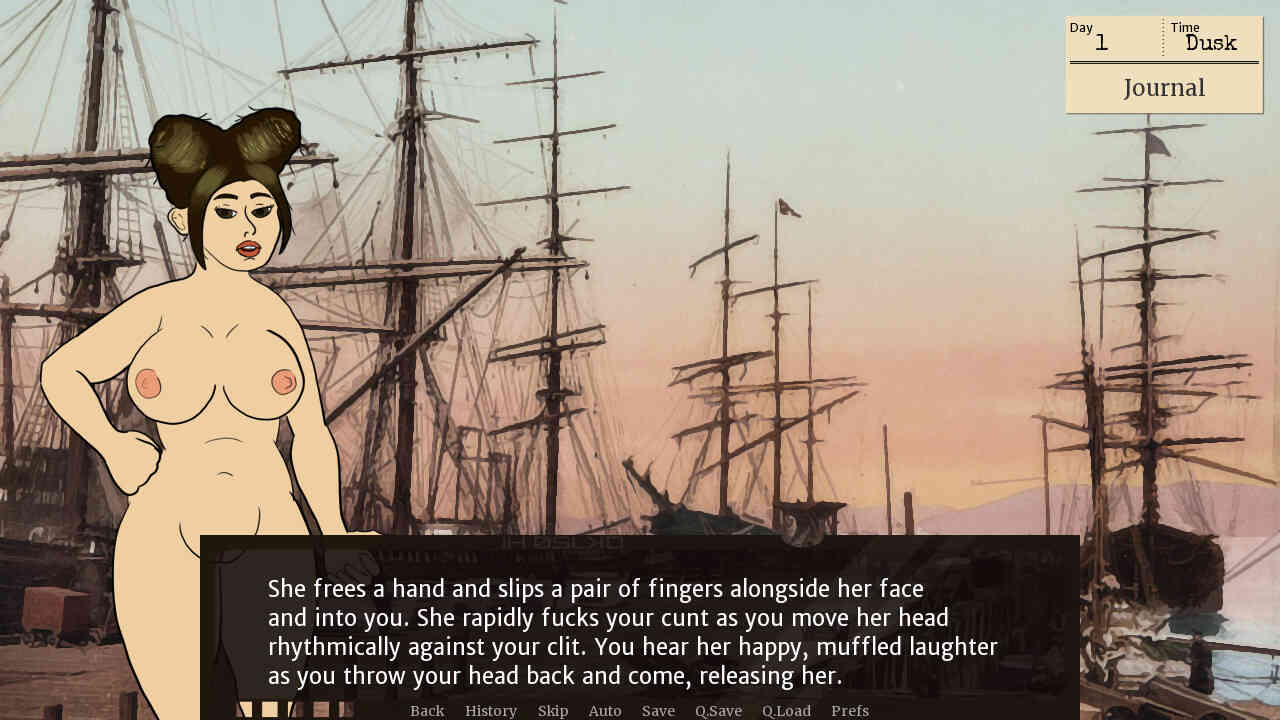 Day
1
Time
Dusk
Journal
She frees a hand and slips a pair of fingers alongside her face
and into you. She rapidly fucks your cunt as you move her head
rhythmically against your clit. You hear her happy, muffled laughter
as you throw your head back and come, releasing her.
Back History Skip Auto Save Q.Save Q.Load Prefs